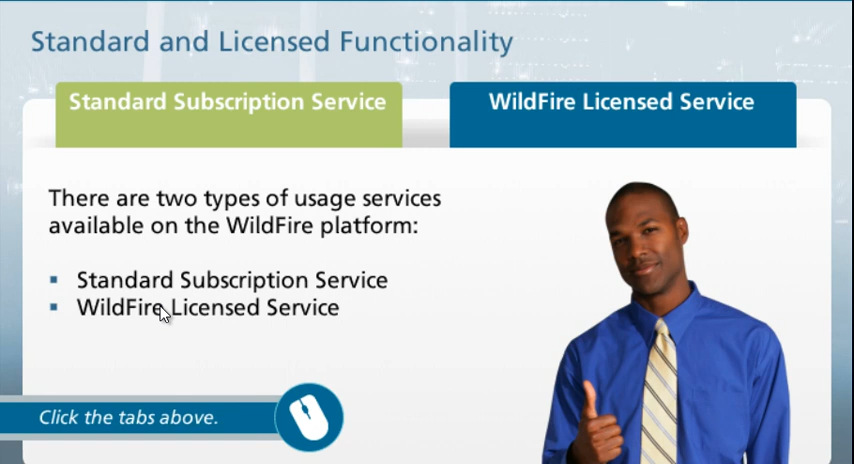 Standard and Licensed Functionality
Standard Subscription Service
WildFire Licensed Service
There are two types of usage services
available on the WildFire platform:
Standard Subscription Service
WildFire Licensed Service
Click the tabs above.